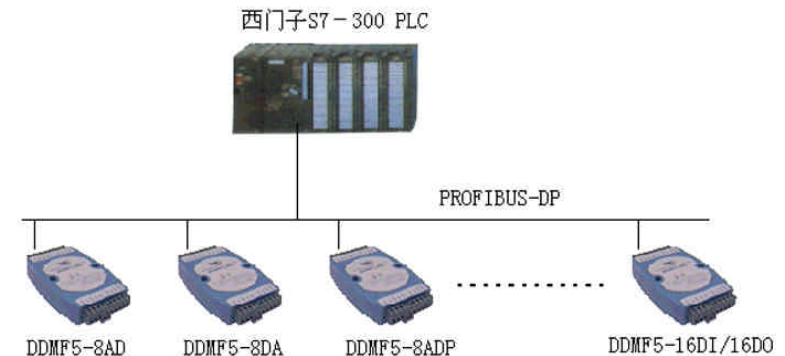 西门子S7-300 PLC
PROFIBUS-DP
DDMF5-8AD
DDMF5-8DA
DDMF5-8ADP
DDMF5-16DI/16DO